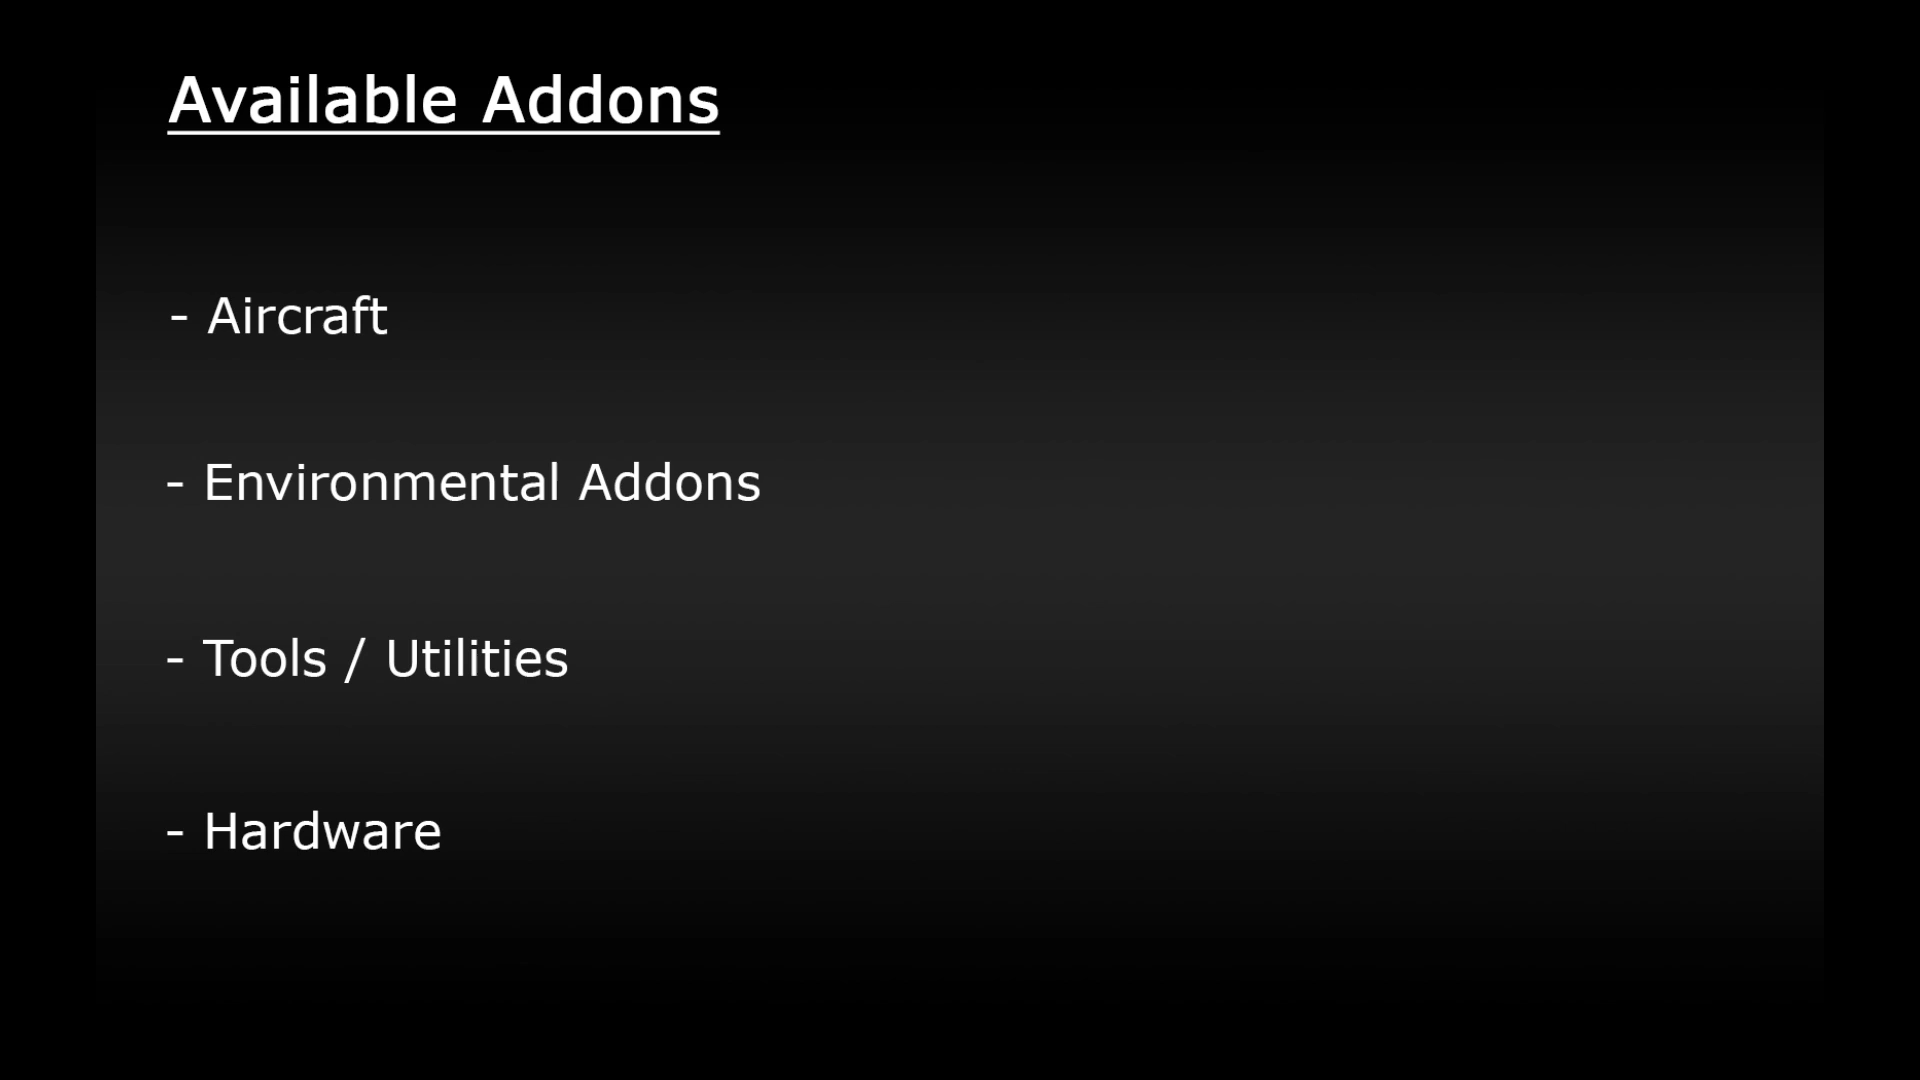 Available Addons
- Aircraft
- Environmental Addons
- Tools / Utilities
- Hardware